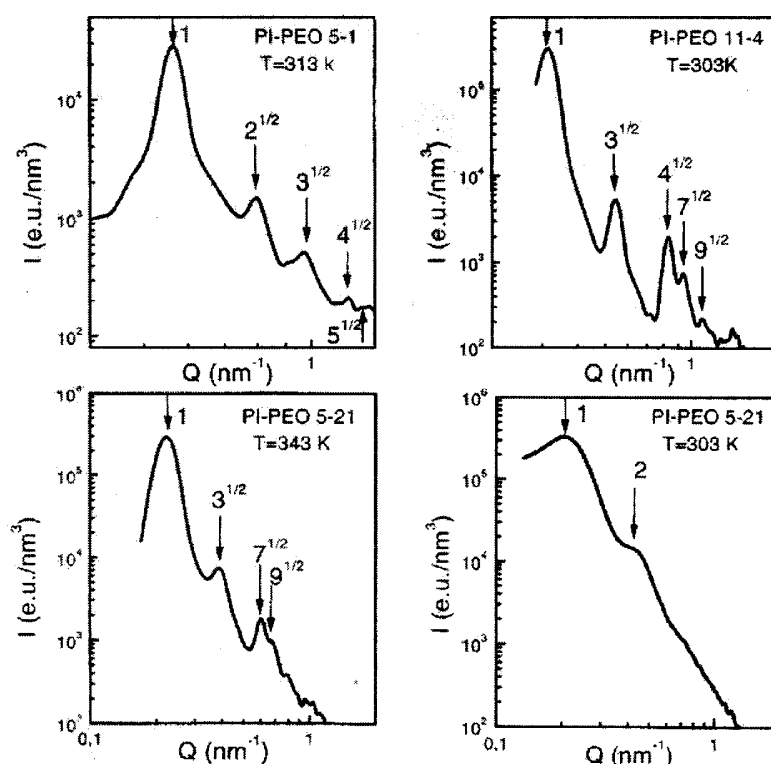 PI-PEO 5-1
T=313 k
1
2^1/2
3^1/2
4^1/2
5^1/2
10^4
10^3
10^2
I (e.u./nm^3)
1
Q (nm^-1)
PI-PEO 11-4
T=303K
1
3^1/2
4^1/2
7^1/2
9^1/2
10^6
10^4
10^3
10^2
I (e.u./nm^3)
1
Q (nm^-1)
PI-PEO 5-21
T=343 K
1
3^1/2
7^1/2
9^1/2
10^6
10^5
10^4
10^3
I (e.u./nm^3)
0,1
1
Q (nm^-1)
PI-PEO 5-21
T=303 K
1
2
10^6
10^5
10^4
10^3
10^2
I (e.u./nm^3)
0.1
1
Q (nm^-1)